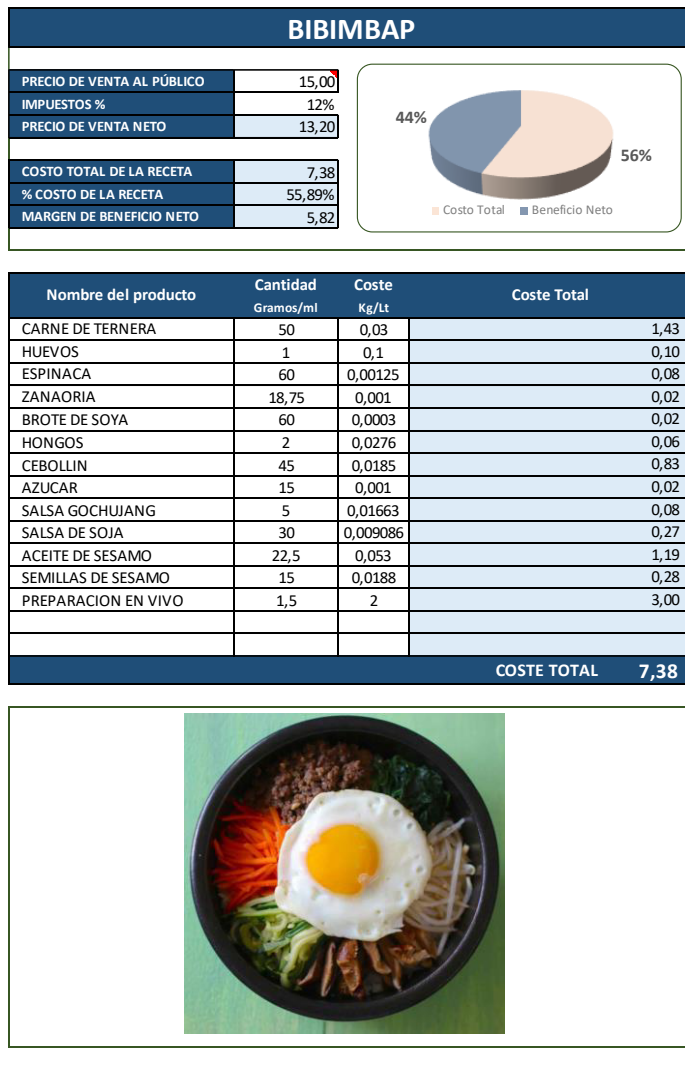 BIBIMBAP
PRECIO DE VENTA AL PÚBLICO 15,00
IMPUESTOS % 12%
PRECIO DE VENTA NETO 13,20
COSTO TOTAL DE LA RECETA 7,38
% COSTO DE LA RECETA 55,89%
MARGEN DE BENEFICIO NETO 5,82
44%
56%
Costo Total Beneficio Neto
Nombre del producto Cantidad Gramos/ml Coste Kg/Lt Coste Total
CARNE DE TERNERA 50 0,03 1,43
HUEVOS 1 0,1 0,10
ESPINACA 60 0,00125 0,08
ZANAORIA 18,75 0,001 0,02
BROTE DE SOYA 60 0,0003 0,02
HONGOS 2 0,0276 0,06
CEBOLLIN 45 0,0185 0,83
AZUCAR 15 0,001 0,02
SALSA GOCHUJANG 5 0,01663 0,08
SALSA DE SOJA 30 0,009086 0,27
ACEITE DE SESAMO 22,5 0,053 1,19
SEMILLAS DE SESAMO 15 0,0188 0,28
PREPARACION EN VIVO 1,5 2 3,00
COSTE TOTAL 7,38